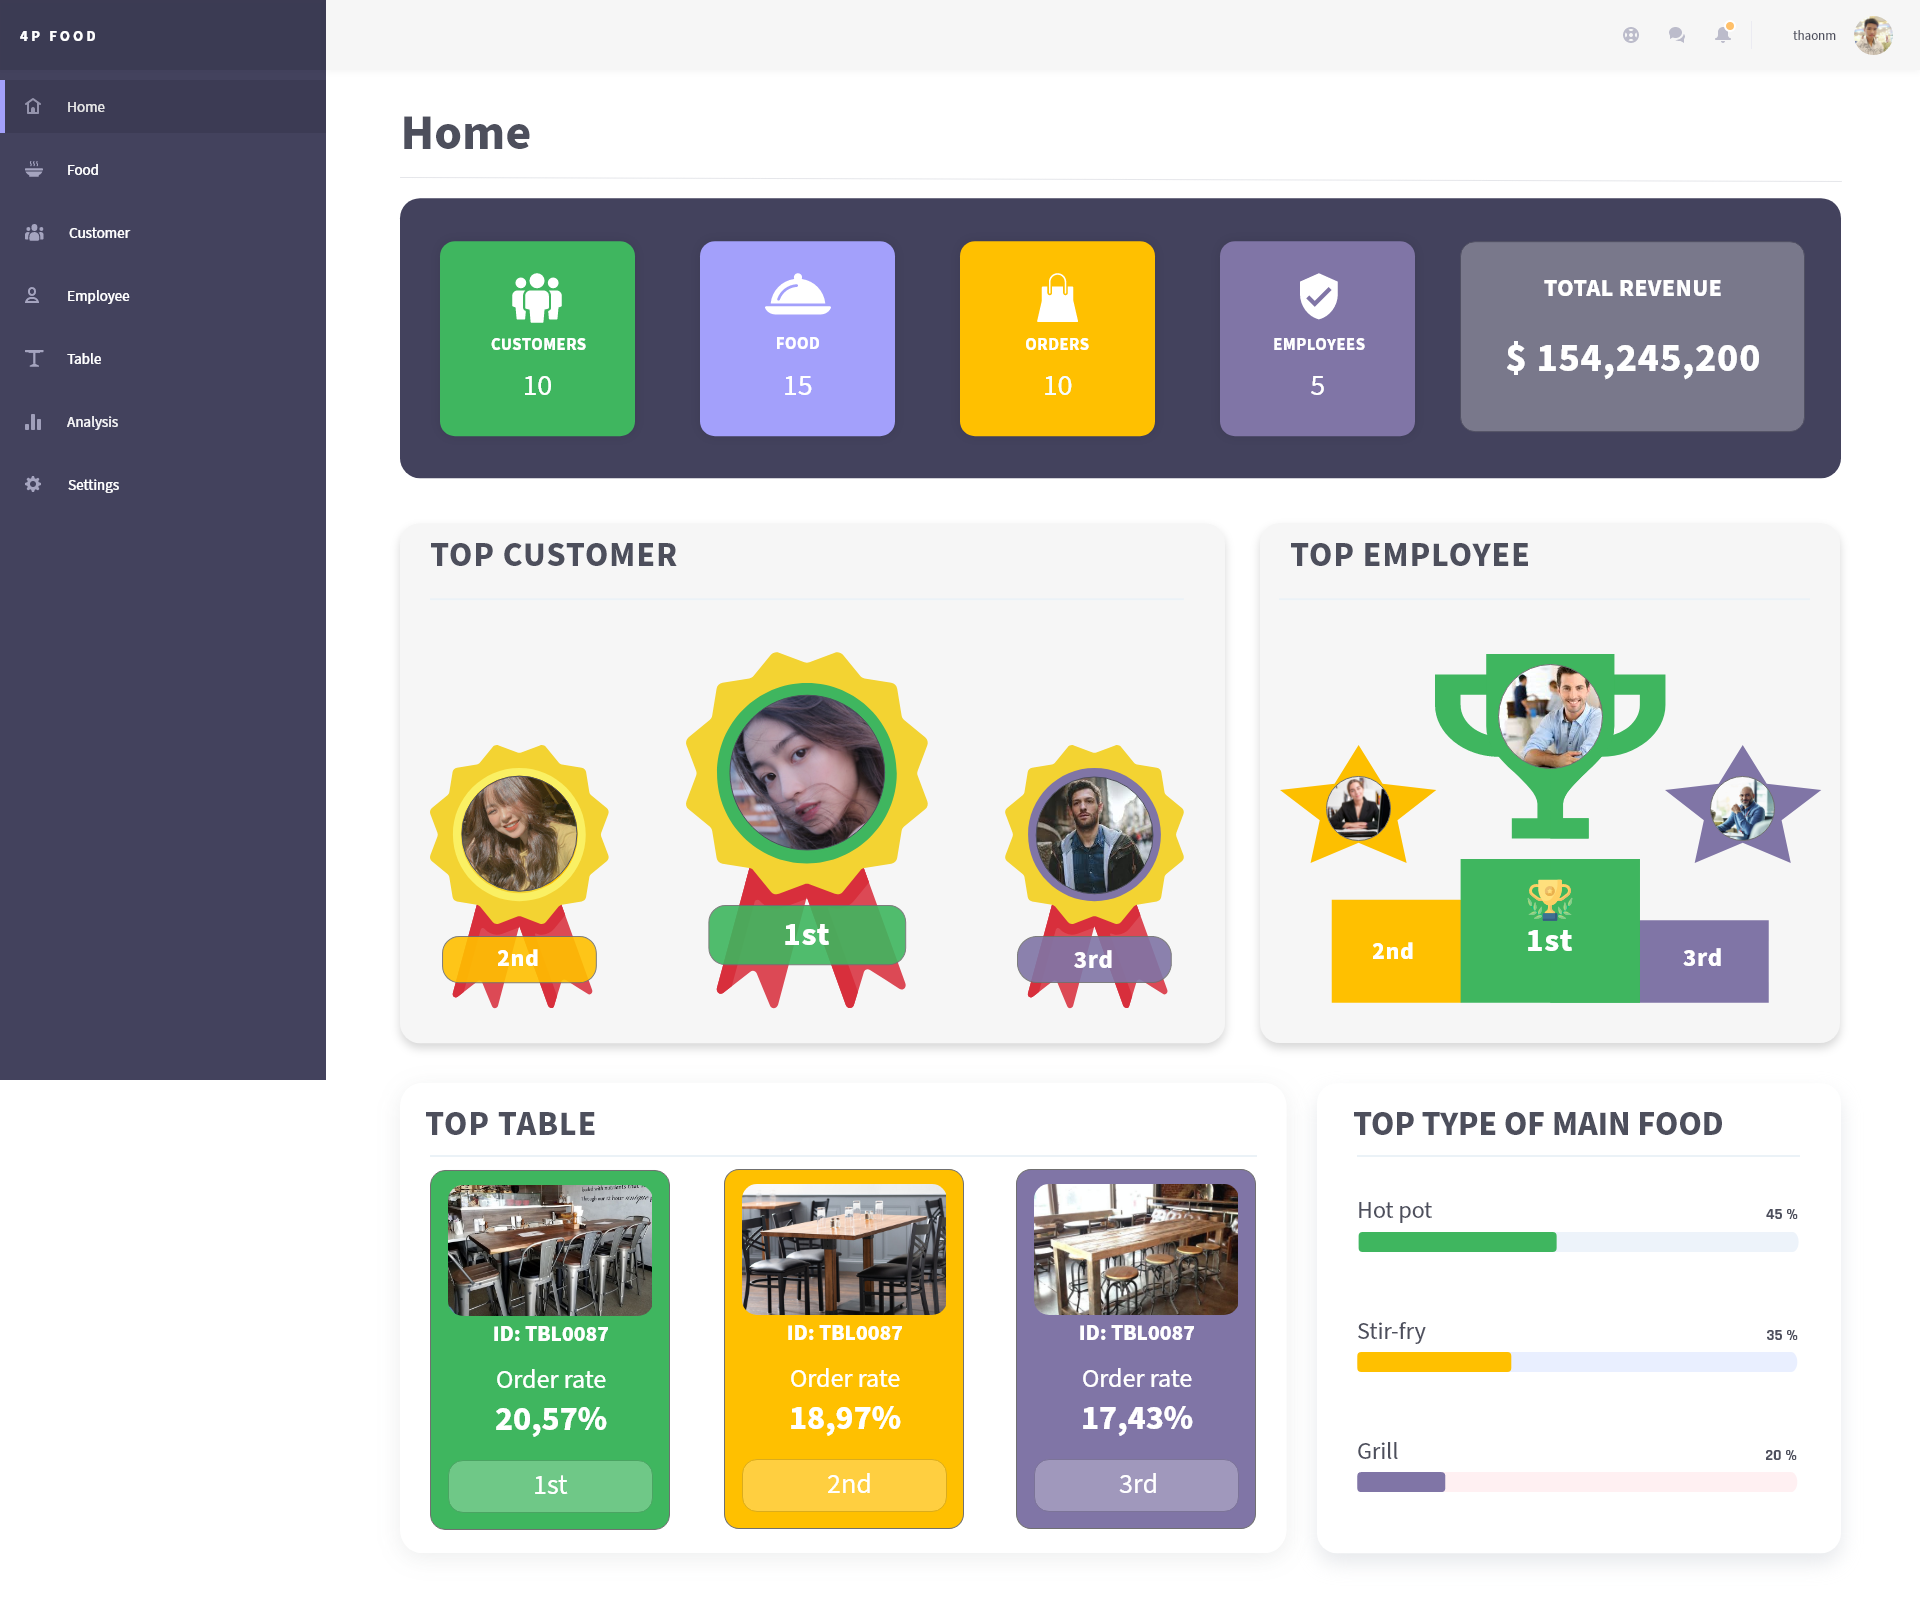 4P FOOD
thaonm
Home
Food
Customer
Employee
Table
Analysis
Settings
Home
CUSTOMERS
10
FOOD
15
ORDERS
10
EMPLOYEES
5
TOTAL REVENUE
$ 154,245,200
TOP CUSTOMER
2nd
1st
3rd
TOP EMPLOYEE
2nd
1st
3rd
TOP TABLE
ID: TBL0087
Order rate
20,57%
1st
ID: TBL0087
Order rate
18,97%
2nd
ID: TBL0087
Order rate
17,43%
3rd
TOP TYPE OF MAIN FOOD
Hot pot
45 %
Stir-fry
35 %
Grill
20 %